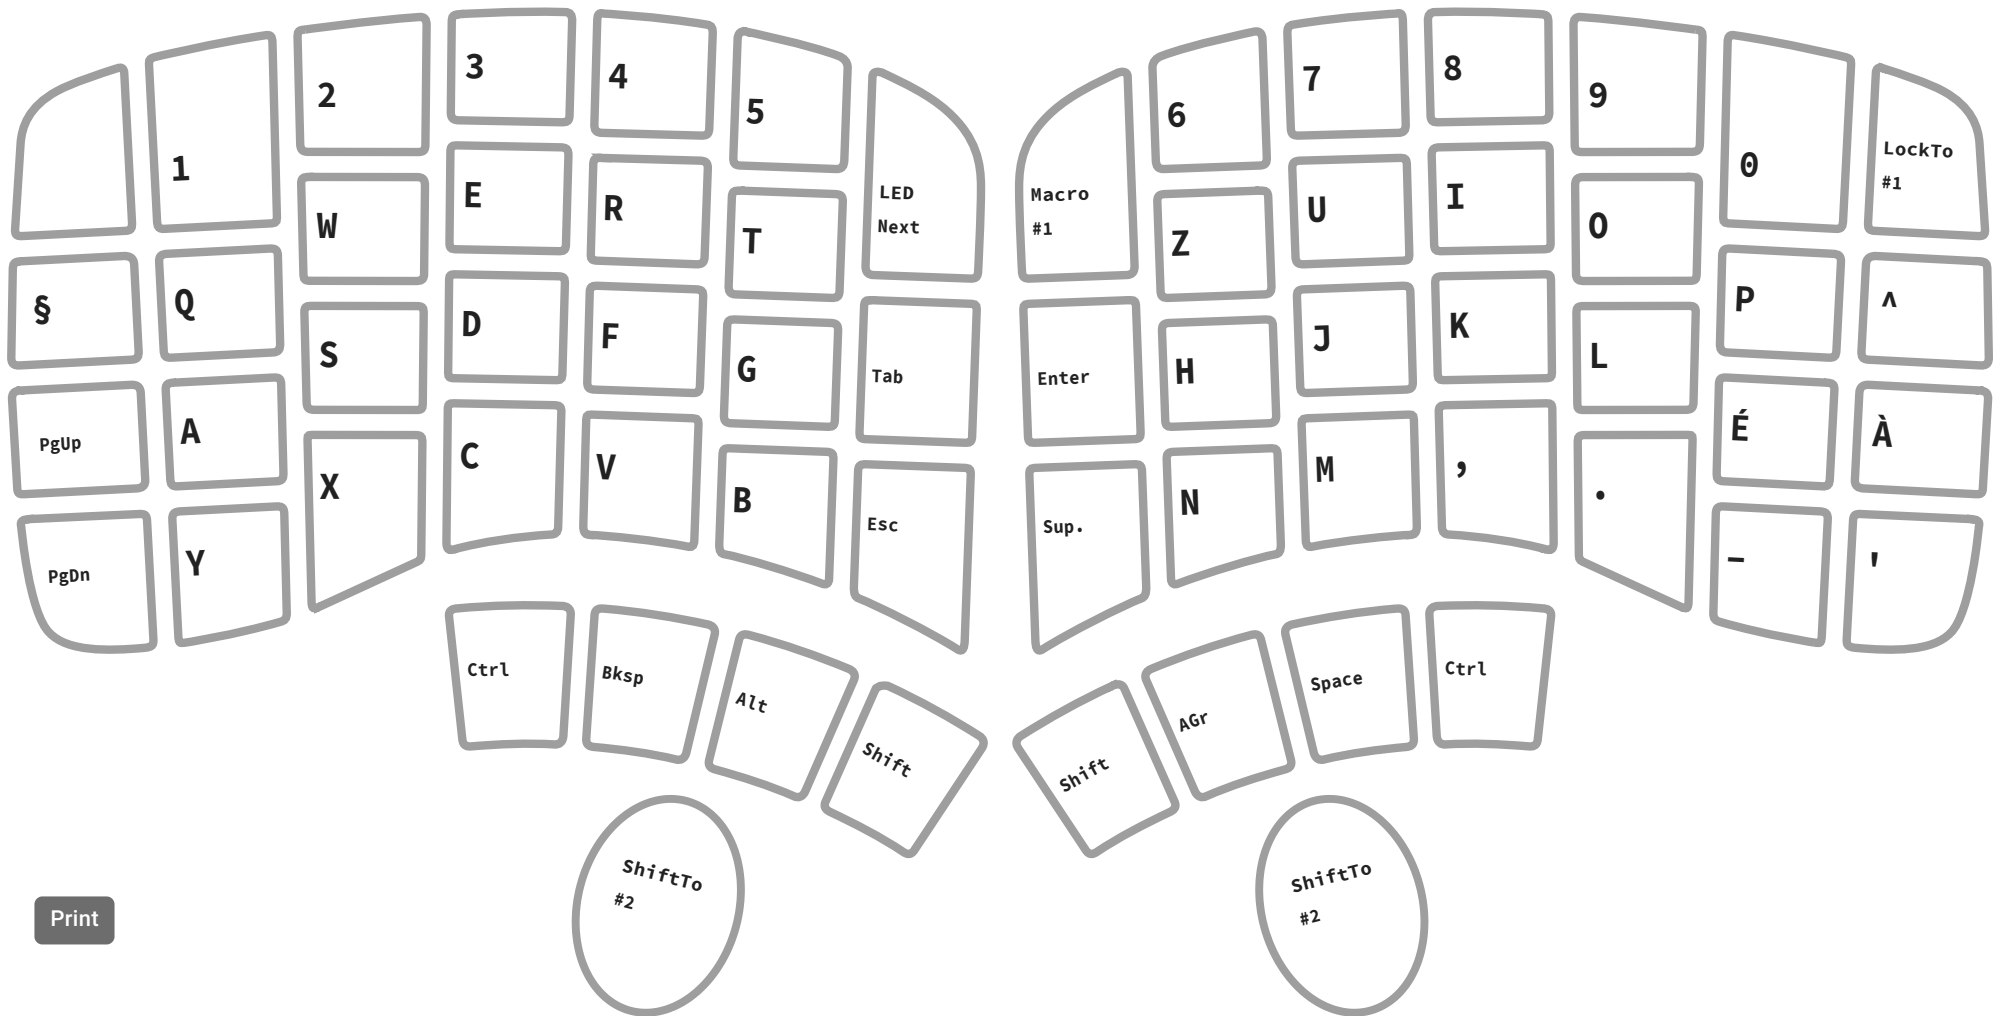 1
2
3
4
5
LED
Next
§
Q
W
E
R
T
Tab
PgUp
A
S
D
F
G
Esc
PgDn
Y
X
C
V
B
Ctrl
Bksp
Alt
Shift
ShiftTo
#2
Macro
#1
6
7
8
9
0
LockTo
#1
Enter
Z
U
I
O
P
^
Sup.
H
J
K
L
É
À
N
M
,
.
-
'
Shift
AGr
Space
Ctrl
ShiftTo
#2
Print